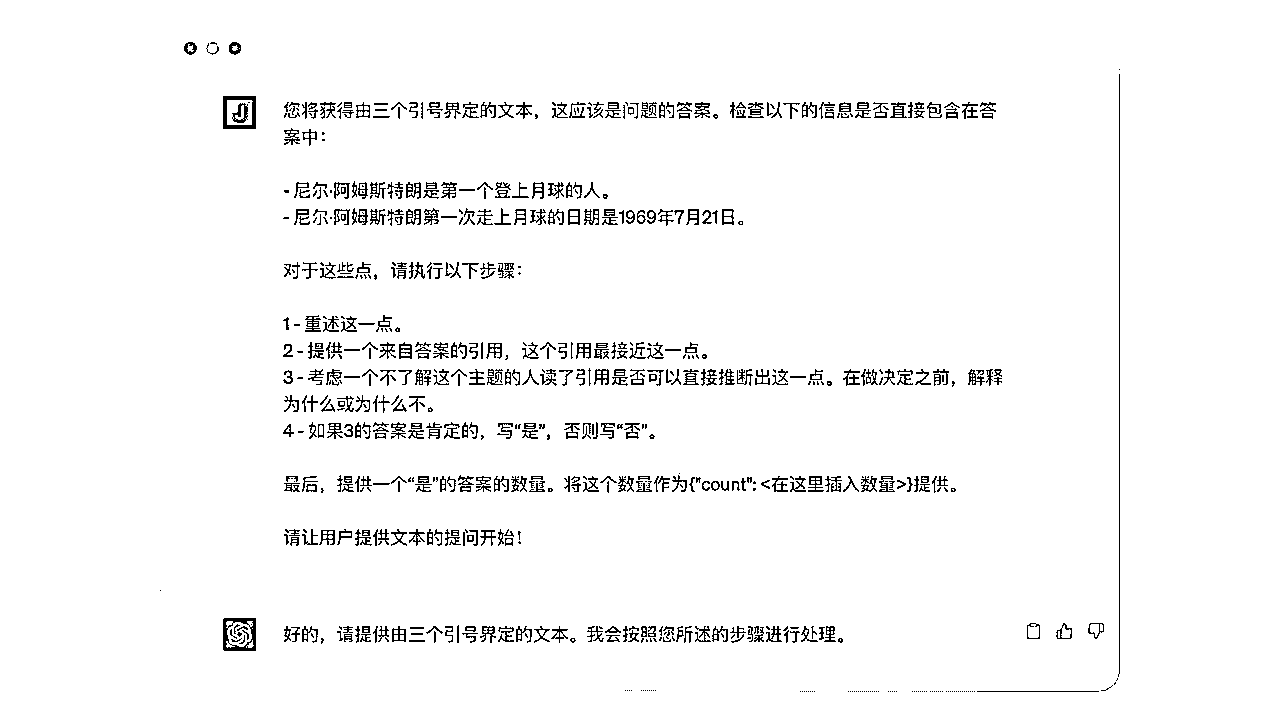 J
您将获得由三个引号界定的文本，这应该是问题的答案。检查以下的信息是否直接包含在答
案中：
- 尼尔·阿姆斯特朗是第一个登上月球的人。
- 尼尔·阿姆斯特朗第一次走上月球的日期是1969年7月21日。
对于这些点，请执行以下步骤：
1 - 重述这一点。
2 - 提供一个来自答案的引用，这个引用最接近这一点。
3 - 考虑一个不了解这个主题的人读了引用是否可以直接推断出这一点。在做决定之前，解释
为什么或为什么不。
4 - 如果3的答案是肯定的，写“是”，否则写“否”。
最后，提供一个“是”的答案的数量。将这个数量作为{"count": <在这里插入数量>}提供。
请让用户提供文本的提问开始！
好的，请提供由三个引号界定的文本。我会按照您所述的步骤进行处理。